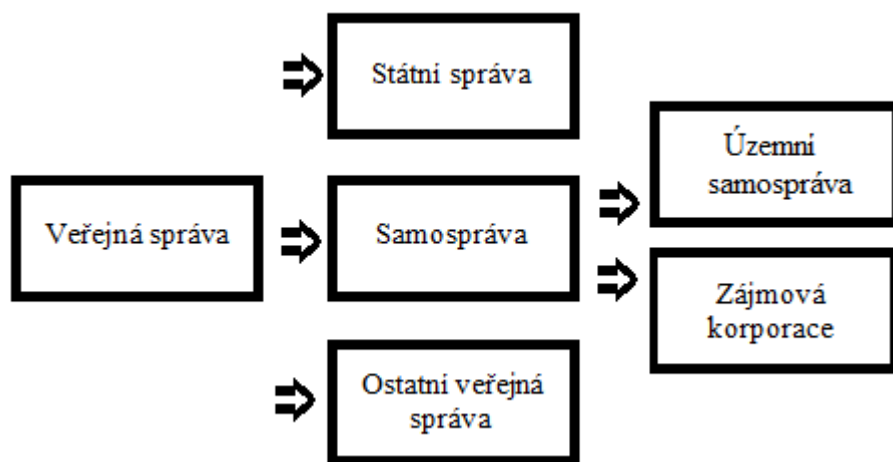 Státní správa
Územní
samospráva
Veřejná správa
Samospráva
Zájmová
korporace
Ostatní veřejná
správa